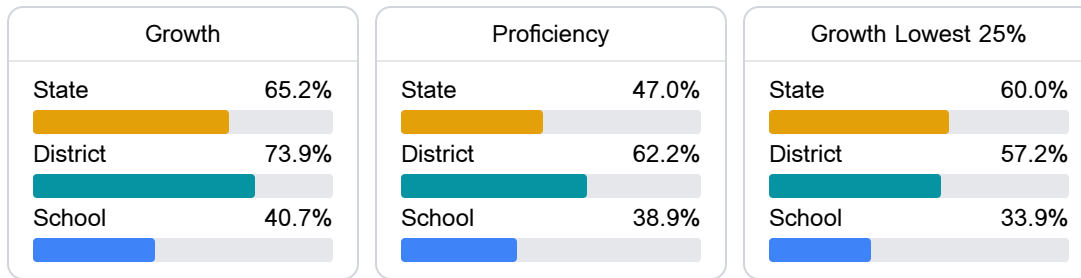 Growth
State 65.2%
District 73.9%
School 40.7%
Proficiency
State 47.0%
District 62.2%
School 38.9%
Growth Lowest 25%
State 60.0%
District 57.2%
School 33.9%